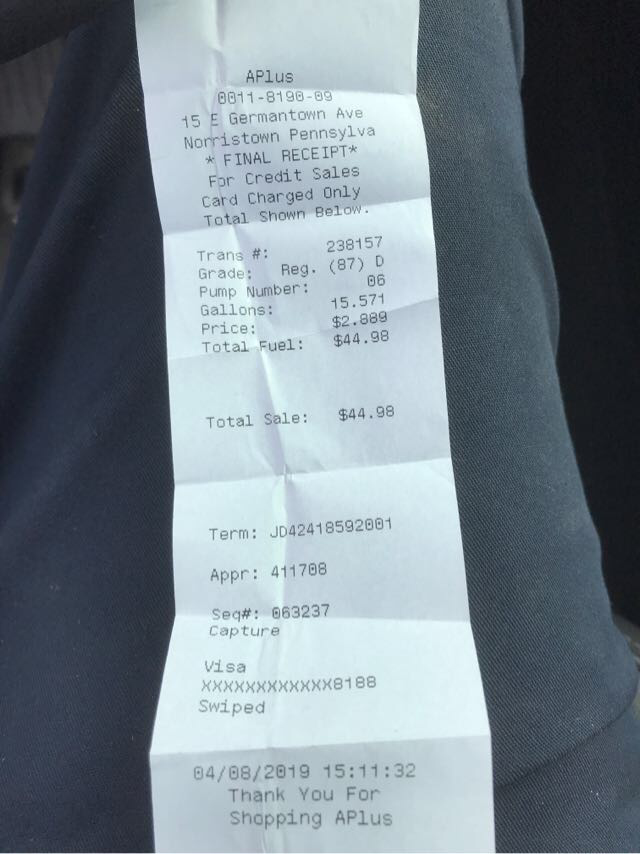 APlus
0011-8190-09
15 E Germantown Ave
Norristown Pennsylva
* FINAL RECEIPT*
For Credit Sales
Card Charged Only
Total Shown Below.
Trans #: 238157
Grade: Reg. (87) D
Pump Number: 06
Gallons: 15.571
Price: $2.889
Total Fuel: $44.98
Total Sale: $44.98
Term: JD42418592001
Appr: 411708
Seq#: 063237
Capture
Visa
XXXXXXXXXXXX8188
Swiped
04/08/2019 15:11:32
Thank You For
Shopping APlus